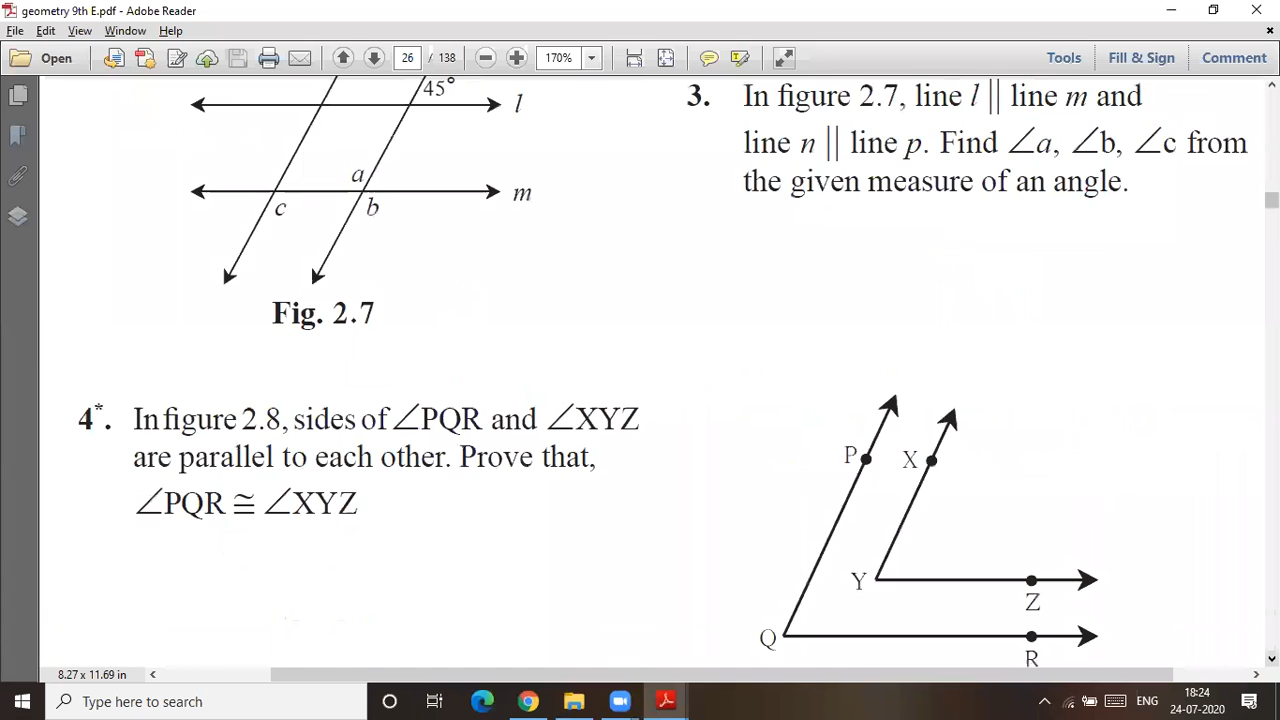 geometry 9th E.pdf - Adobe Reader
File Edit View Window Help
Open 26 / 138 170% Tools Fill & Sign Comment
45°
l
a
m
c
b
Fig. 2.7
3. In figure 2.7, line l || line m and
line n || line p. Find ∠a, ∠b, ∠c from
the given measure of an angle.
4*. In figure 2.8, sides of ∠PQR and ∠XYZ
are parallel to each other. Prove that,
∠PQR ≅ ∠XYZ
P
X
Y
Z
Q
R
8.27 x 11.69 in
Type here to search
ENG
18:24
24-07-2020